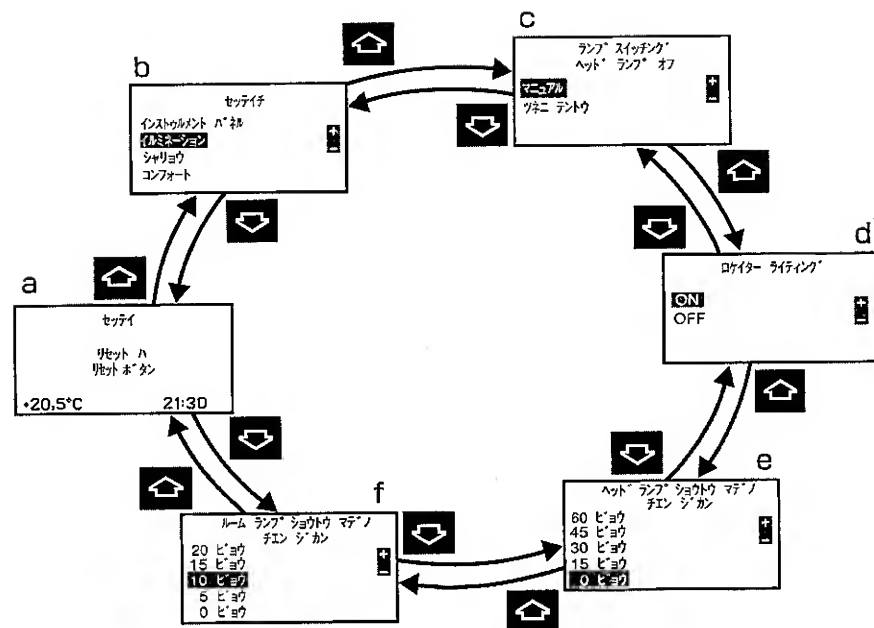 c
ランプ スイッチング
ヘッド ランプ オフ
マニュアル
ツネニ テントウ
+
-
b
セッテイチ
インストゥルメント パネル
イルミネーション
シャリョウ
コンフォート
+
-
d
ロケイター ライティング
ON
OFF
+
-
a
セッテイ
リセット ハ
リセット ボタン
+20,5°C 21:30
e
ヘッド ランプ ショウトウ マデノ
チエン ジカン
60 ビョウ
45 ビョウ
30 ビョウ
15 ビョウ
0 ビョウ
+
-
f
ルーム ランプ ショウトウ マデノ
チエン ジカン
20 ビョウ
15 ビョウ
10 ビョウ
5 ビョウ
0 ビョウ
+
-